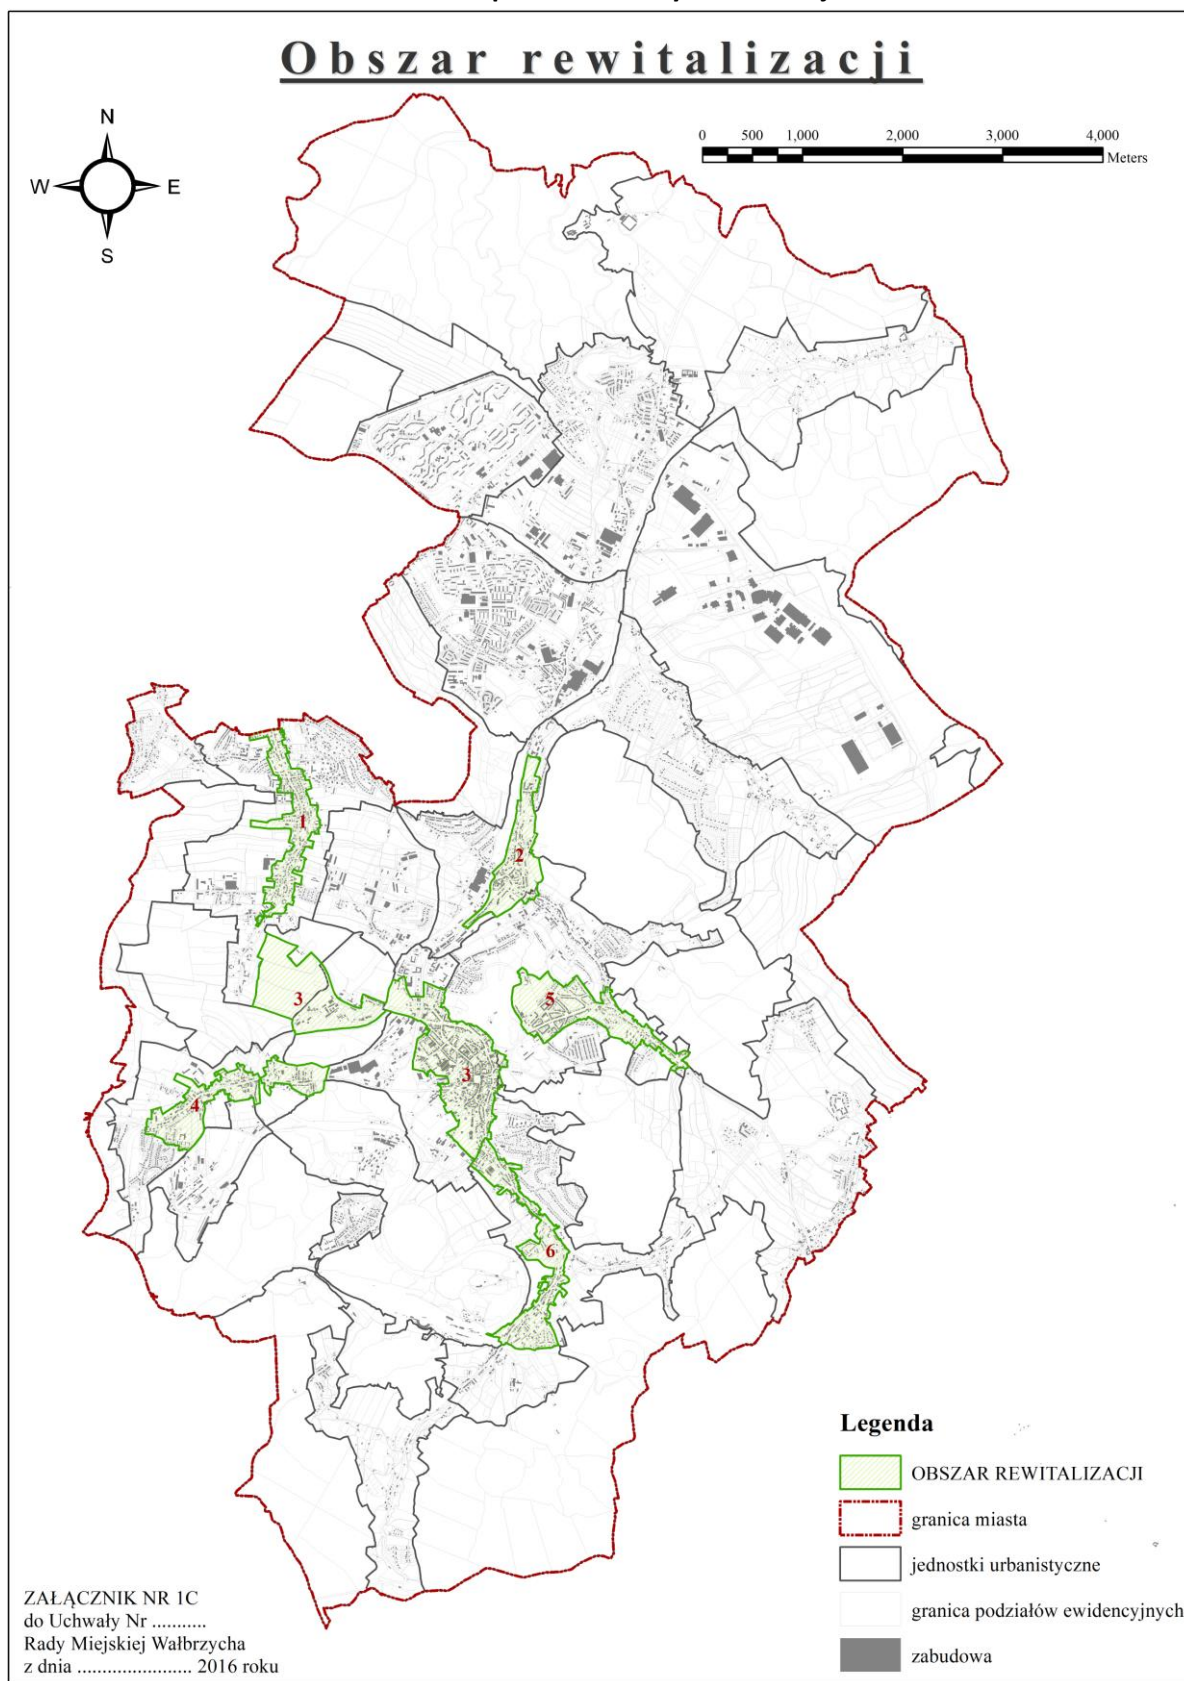 Obszar rewitalizacji
N
W E
S
0 500 1,000 2,000 3,000 4,000
Meters
1
2
3
5
3
4
6
Legenda
OBSZAR REWITALIZACJI
granica miasta
jednostki urbanistyczne
granica podziałów ewidencyjnych
zabudowa
ZAŁĄCZNIK NR 1C
do Uchwały Nr ..........
Rady Miejskiej Wałbrzycha
z dnia ...................... 2016 roku